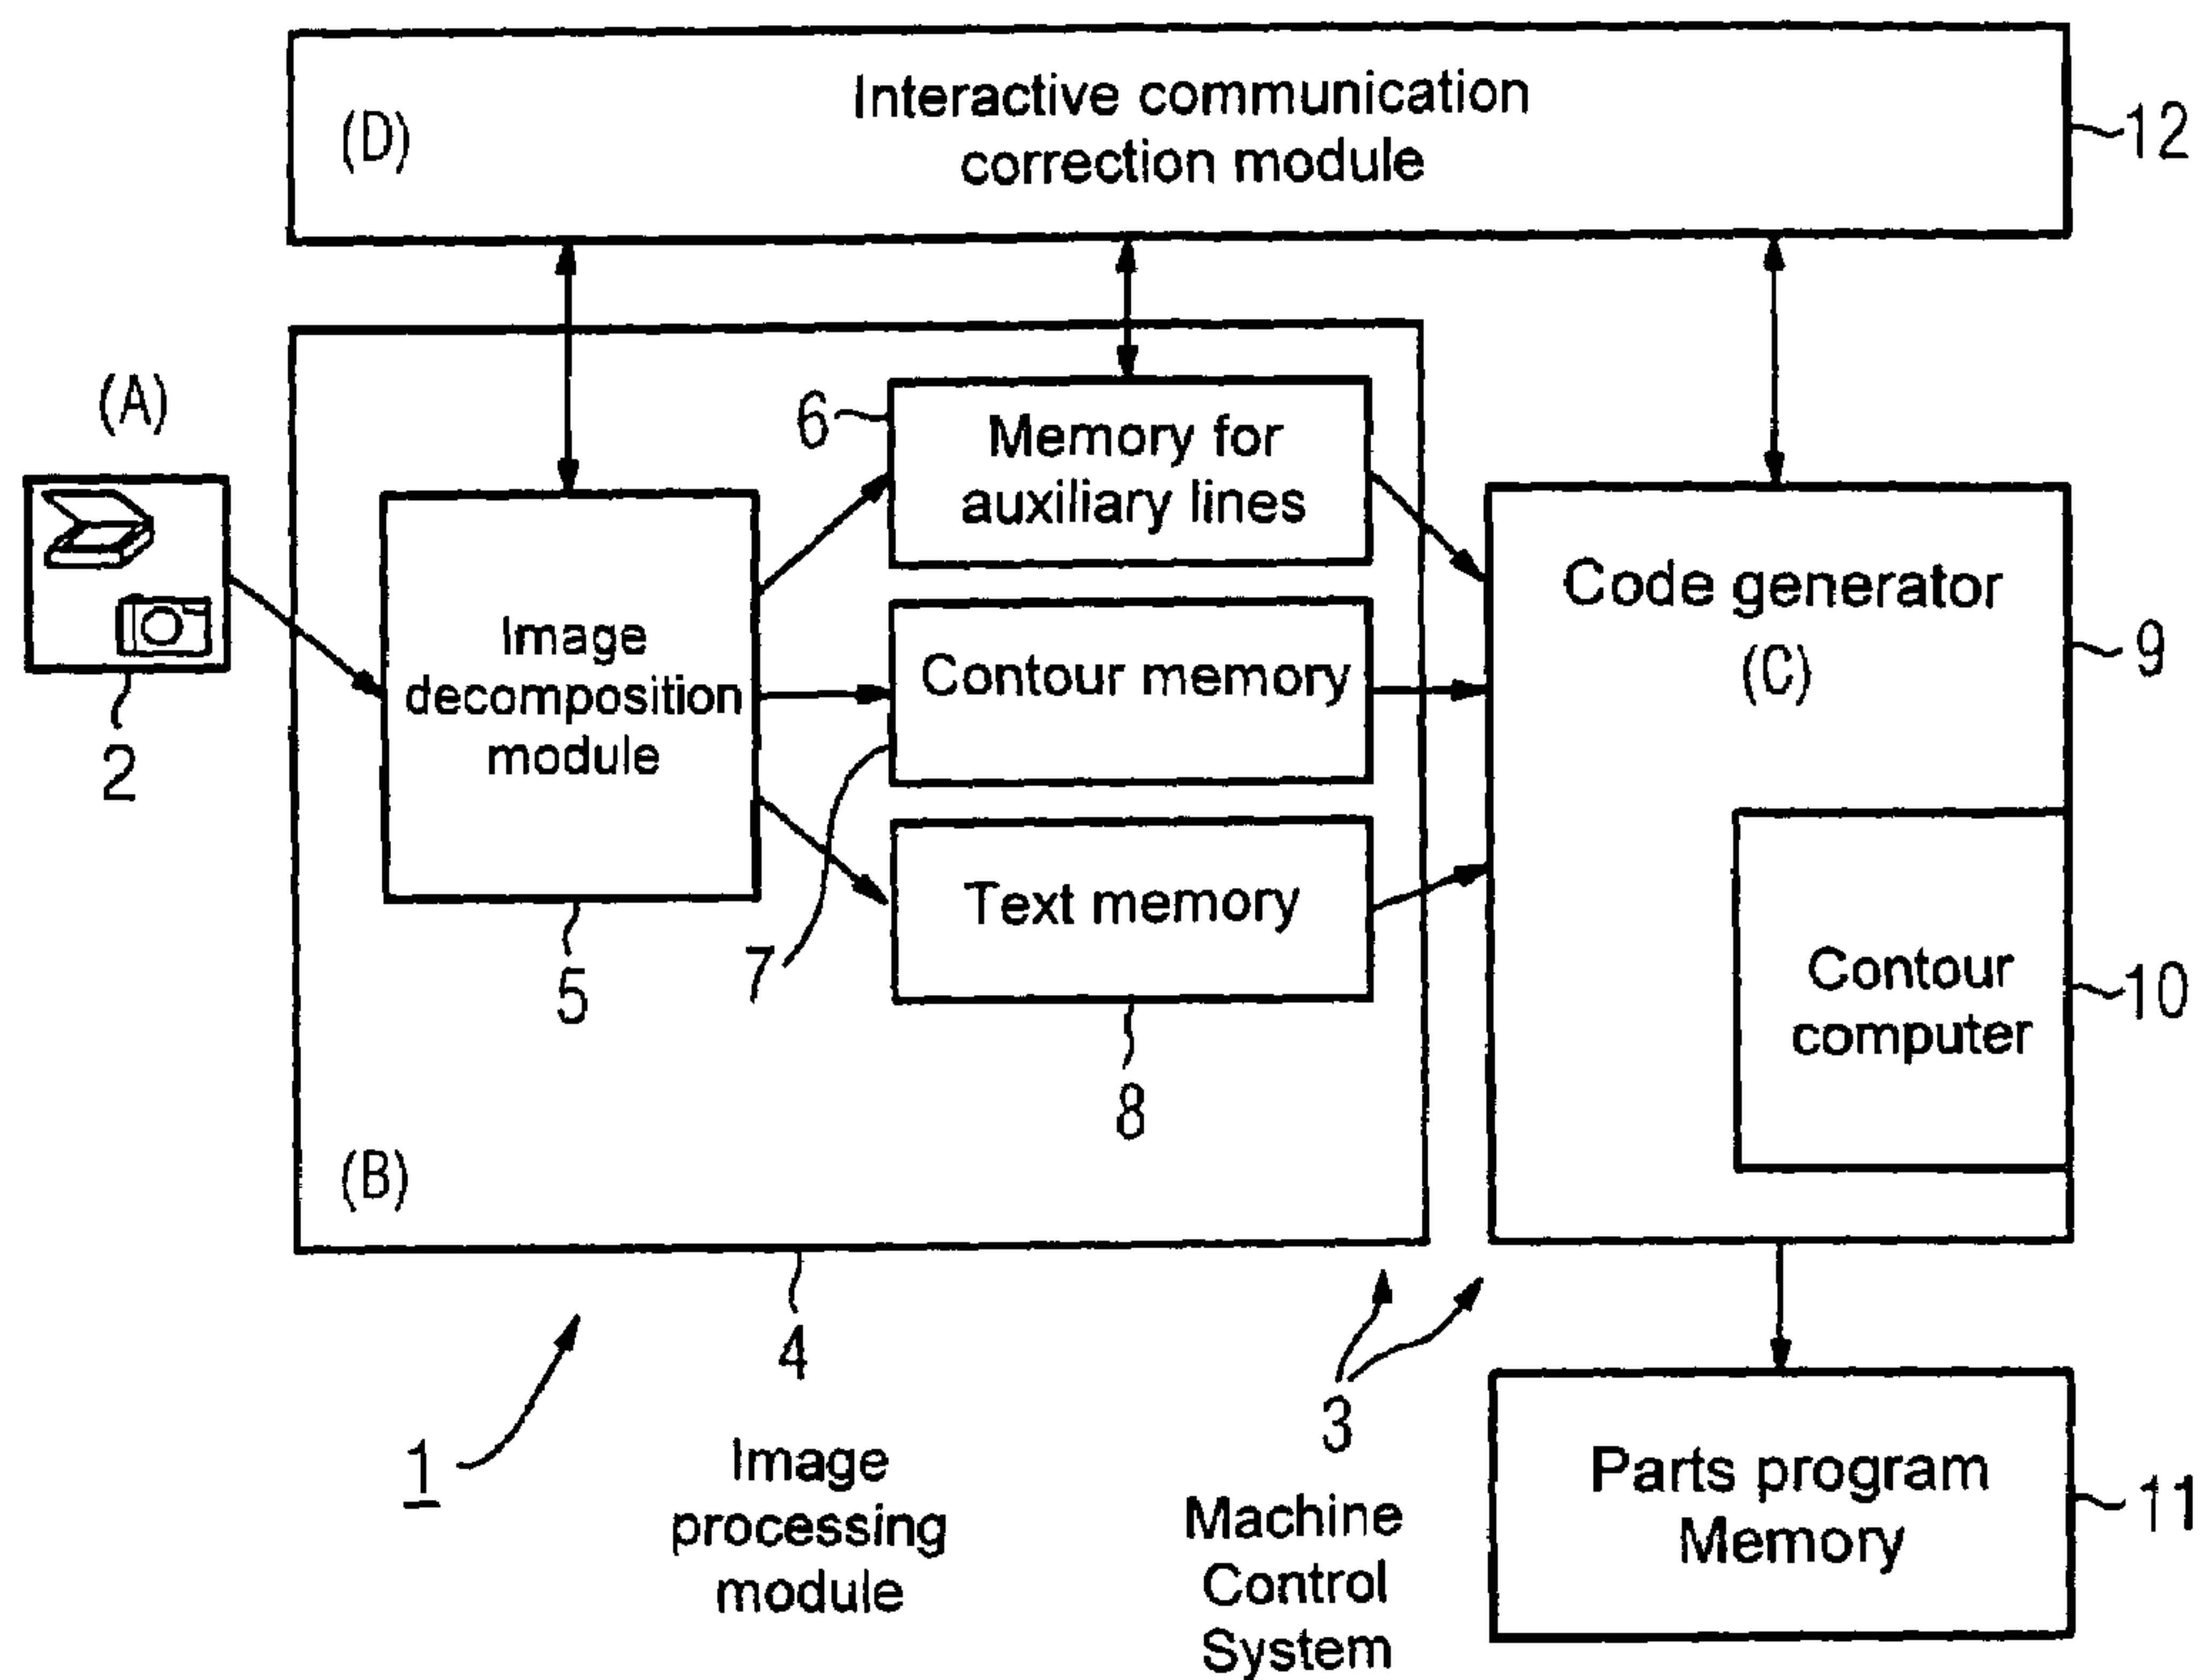 (D)
Interactive communication
correction module
12
(A)
2
6
Memory for
auxiliary lines
Image
decomposition
module
5
Contour memory
7
Text memory
8
(B)
Code generator
(C)
9
Contour
computer
10
1
4
Image
processing
module
3
Machine
Control
System
Parts program
Memory
11